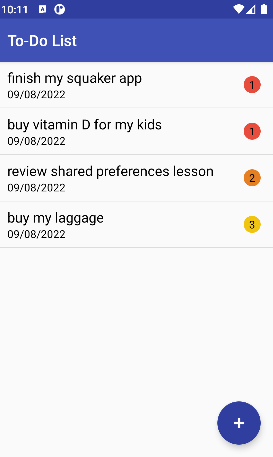 10:11
To-Do List
finish my squaker app
09/08/2022
1
buy vitamin D for my kids
09/08/2022
1
review shared preferences lesson
09/08/2022
2
buy my laggage
09/08/2022
3
+